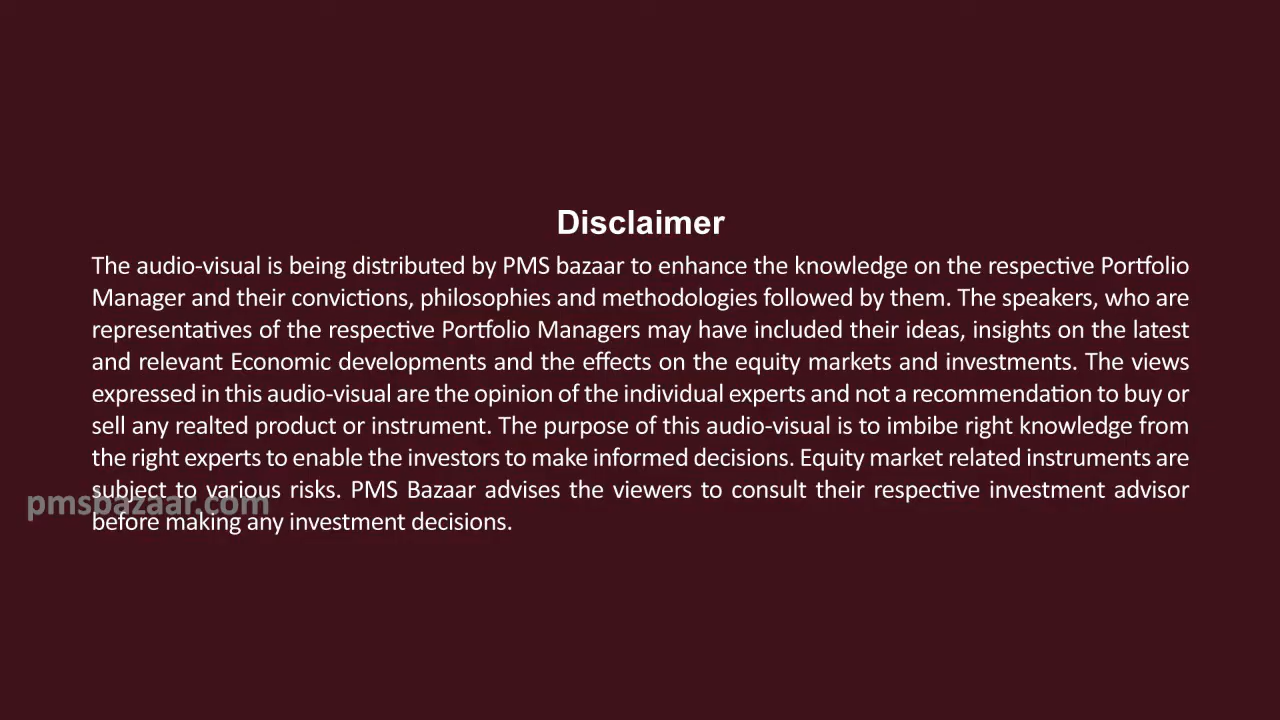 Disclaimer
The audio-visual is being distributed by PMS bazaar to enhance the knowledge on the respective Portfolio
Manager and their convictions, philosophies and methodologies followed by them. The speakers, who are
representatives of the respective Portfolio Managers may have included their ideas, insights on the latest
and relevant Economic developments and the effects on the equity markets and investments. The views
expressed in this audio-visual are the opinion of the individual experts and not a recommendation to buy or
sell any realted product or instrument. The purpose of this audio-visual is to imbibe right knowledge from
the right experts to enable the investors to make informed decisions. Equity market related instruments are
subject to various risks. PMS Bazaar advises the viewers to consult their respective investment advisor
pmsbazaar.com
before making any investment decisions.